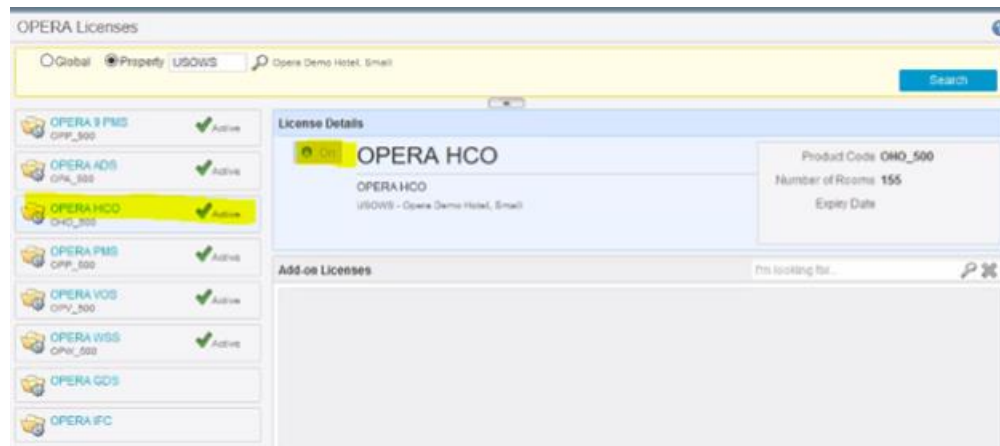 OPERA Licenses
Global Property USOWS Opera Demo Hotel, Small
Search
OPERA 9 PMS
OPP_500
Active
OPERA ADS
OPA_500
Active
OPERA HCO
OHO_500
Active
OPERA PMS
OPP_500
Active
OPERA VOS
OPV_500
Active
OPERA WSS
OPW_500
Active
OPERA GDS
OPERA IFC
License Details
On
OPERA HCO
OPERA HCO
USOWS - Opera Demo Hotel, Small
Product Code OHO_500
Number of Rooms 155
Expiry Date
Add-on Licenses
I'm looking for...